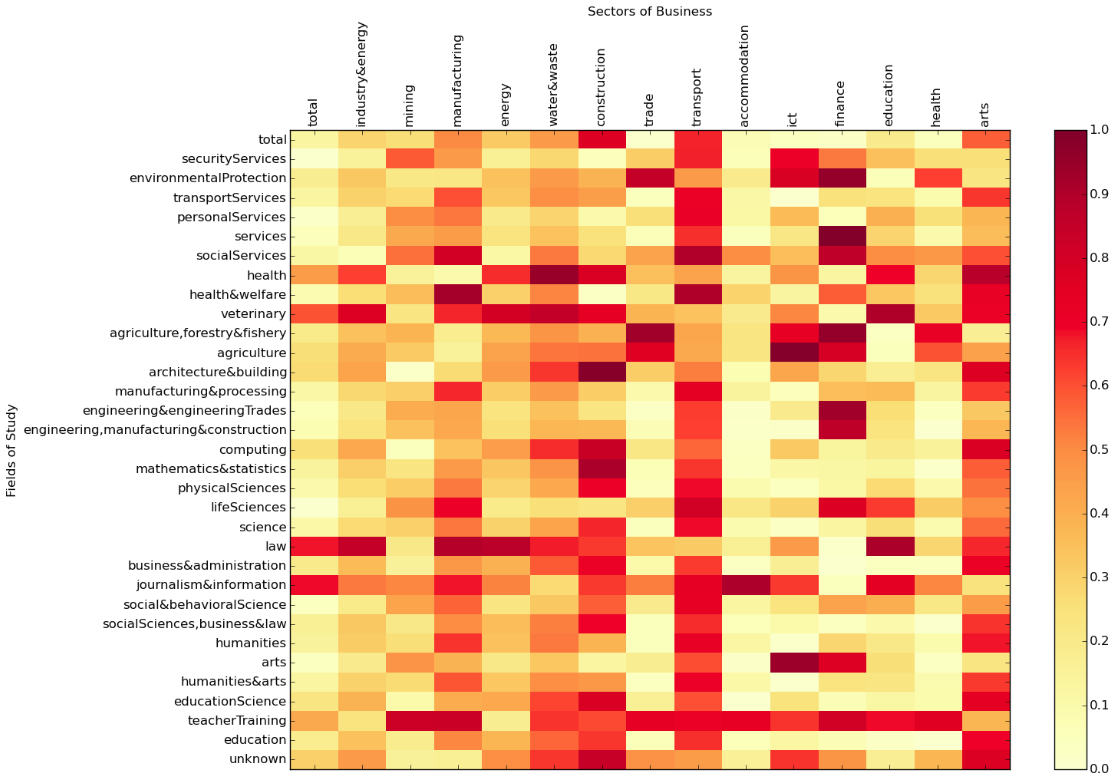 Sectors of Business
total
industry&energy
mining
manufacturing
energy
water&waste
construction
trade
transport
accommodation
ict
finance
education
health
arts
Fields of Study
total
securityServices
environmentalProtection
transportServices
personalServices
services
socialServices
health
health&welfare
veterinary
agriculture,forestry&fishery
agriculture
architecture&building
manufacturing&processing
engineering&engineeringTrades
engineering,manufacturing&construction
computing
mathematics&statistics
physicalSciences
lifeSciences
science
law
business&administration
journalism&information
social&behavioralScience
socialSciences,business&law
humanities
arts
humanities&arts
educationScience
teacherTraining
education
unknown
1.0
0.9
0.8
0.7
0.6
0.5
0.4
0.3
0.2
0.1
0.0